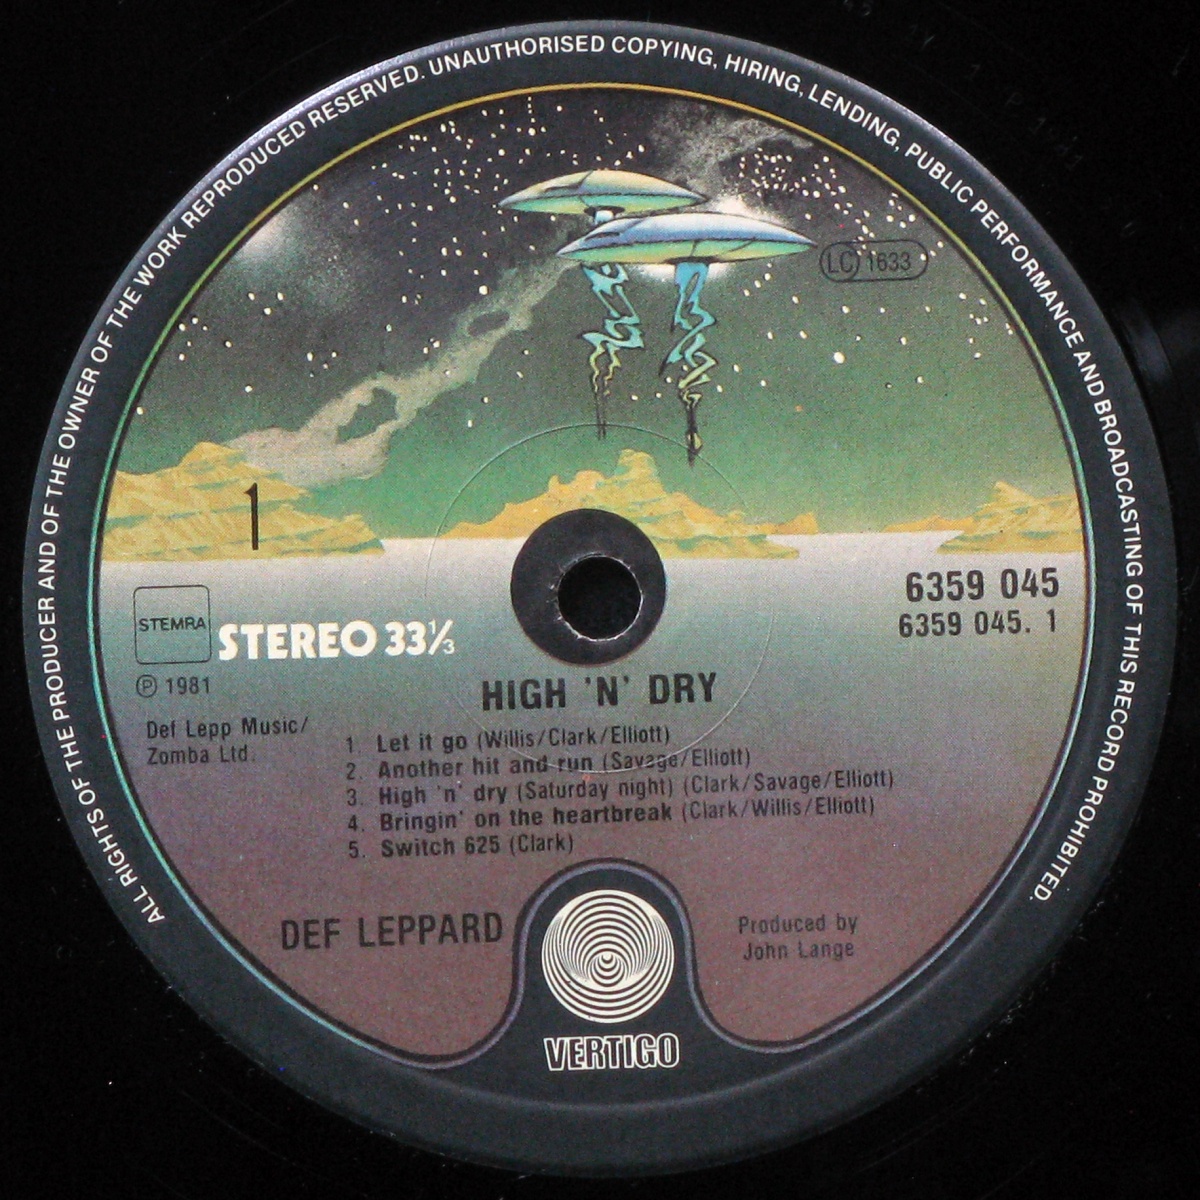 ALL RIGHTS OF THE PRODUCER AND OF THE OWNER OF THE WORK REPRODUCED RESERVED. UNAUTHORISED COPYING, HIRING, LENDING, PUBLIC PERFORMANCE AND BROADCASTING OF THIS RECORD PROHIBITED.
LC 1633
1
STEMRA
STEREO 33⅓
6359 045
6359 045. 1
℗ 1981
HIGH 'N' DRY
Def Lepp Music/
Zomba Ltd.
1. Let it go (Willis/Clark/Elliott)
2. Another hit and run (Savage/Elliott)
3. High 'n' dry (Saturday night) (Clark/Savage/Elliott)
4. Bringin' on the heartbreak (Clark/Willis/Elliott)
5. Switch 625 (Clark)
DEF LEPPARD
Produced by
John Lange
VERTIGO